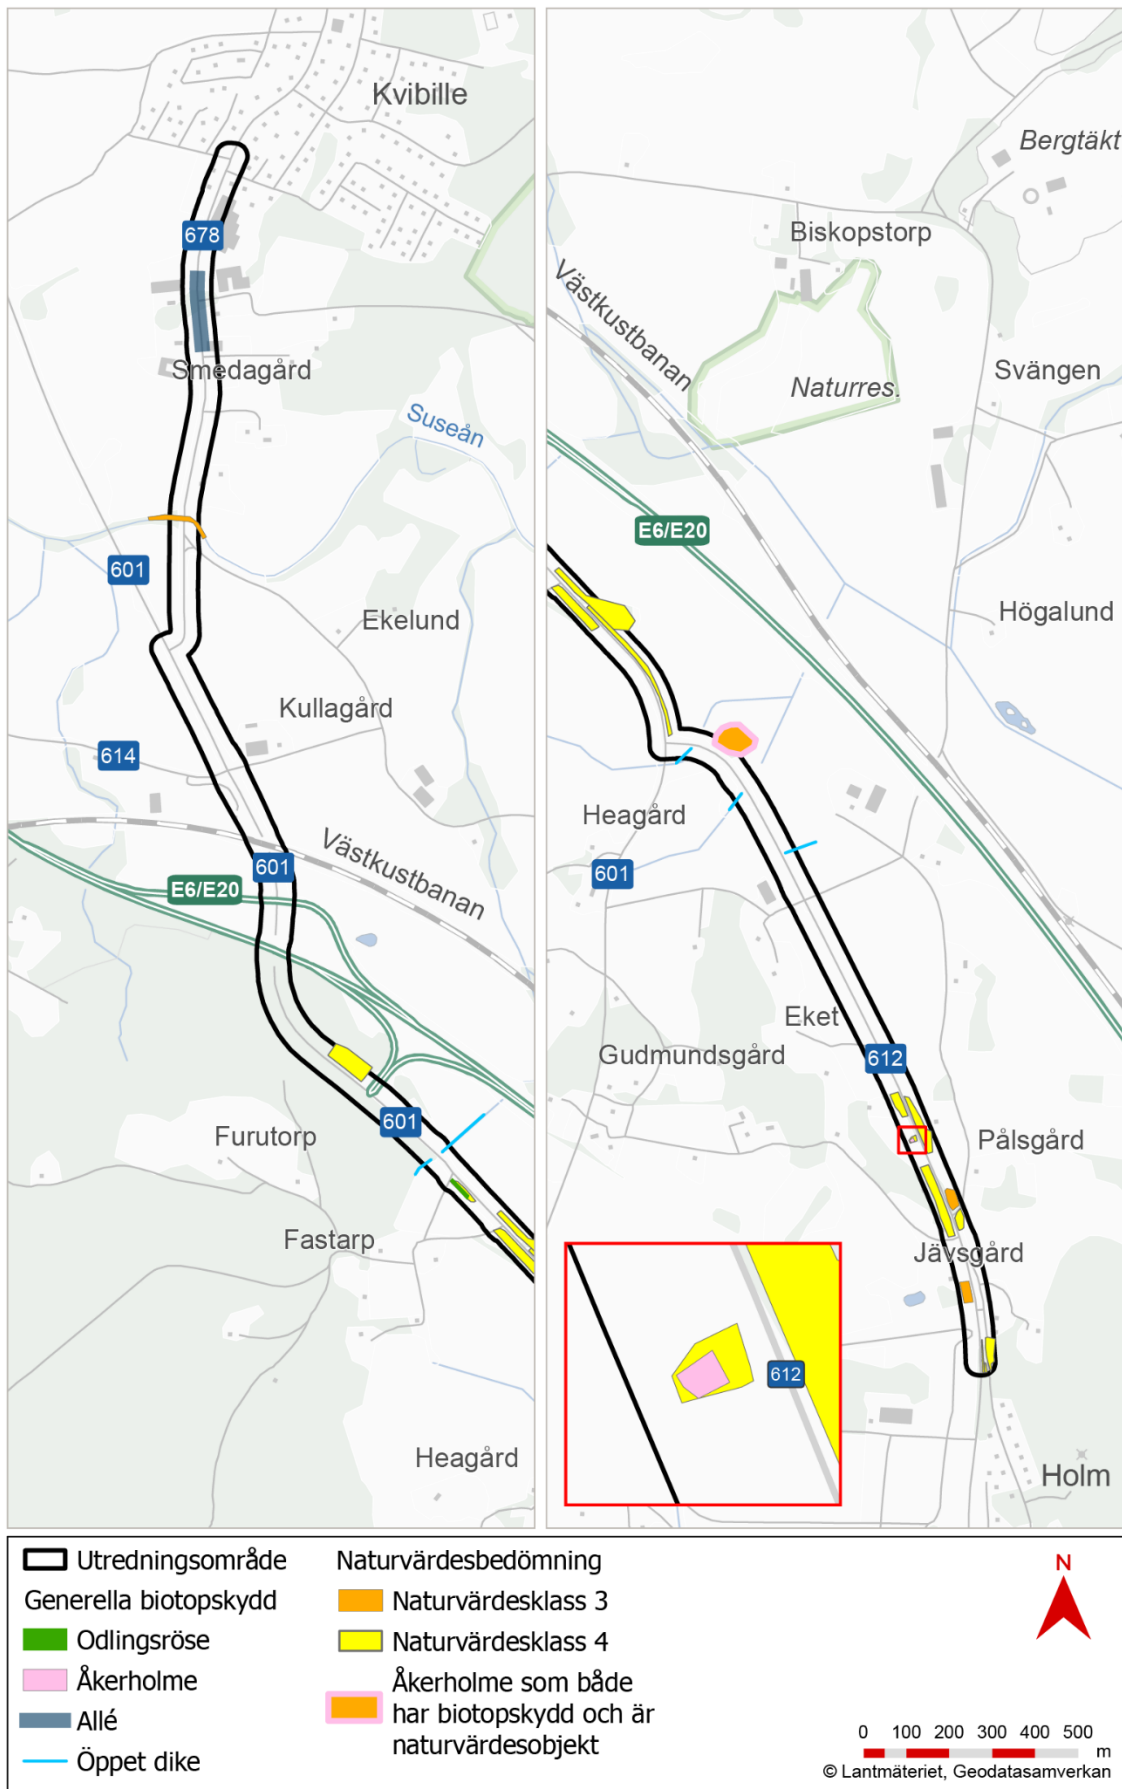 Kvibille
678
Smedagård
Suseån
601
Ekelund
Kullagård
614
Västkustbanan
601
E6/E20
601
Furutorp
Fastarp
Heagård
Bergtäkt
Biskopstorp
Västkustbanan
Naturres.
Svängen
E6/E20
Högalund
Heagård
601
Eket
Gudmundsgård
612
Pålsgård
Jävsgård
612
Holm
Utredningsområde
Generella biotopskydd
Odlingsröse
Åkerholme
Allé
Öppet dike
Naturvärdesbedömning
Naturvärdesklass 3
Naturvärdesklass 4
Åkerholme som både
har biotopskydd och är
naturvärdesobjekt
N
0 100 200 300 400 500
m
© Lantmäteriet, Geodatasamverkan